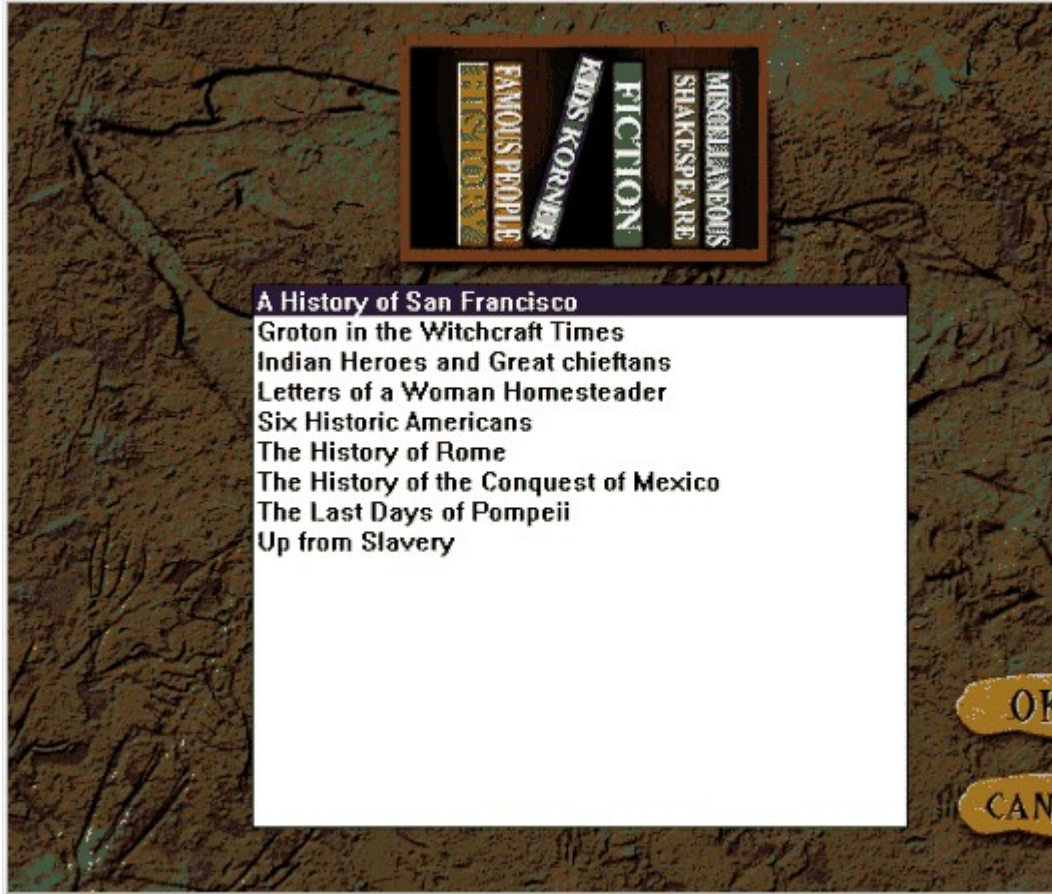 HISTORY
FAMOUS PEOPLE
KIDS KORNER
FICTION
SHAKESPEARE
MISCELLANEOUS
A History of San Francisco
Groton in the Witchcraft Times
Indian Heroes and Great chieftans
Letters of a Woman Homesteader
Six Historic Americans
The History of Rome
The History of the Conquest of Mexico
The Last Days of Pompeii
Up from Slavery
OK
CAN